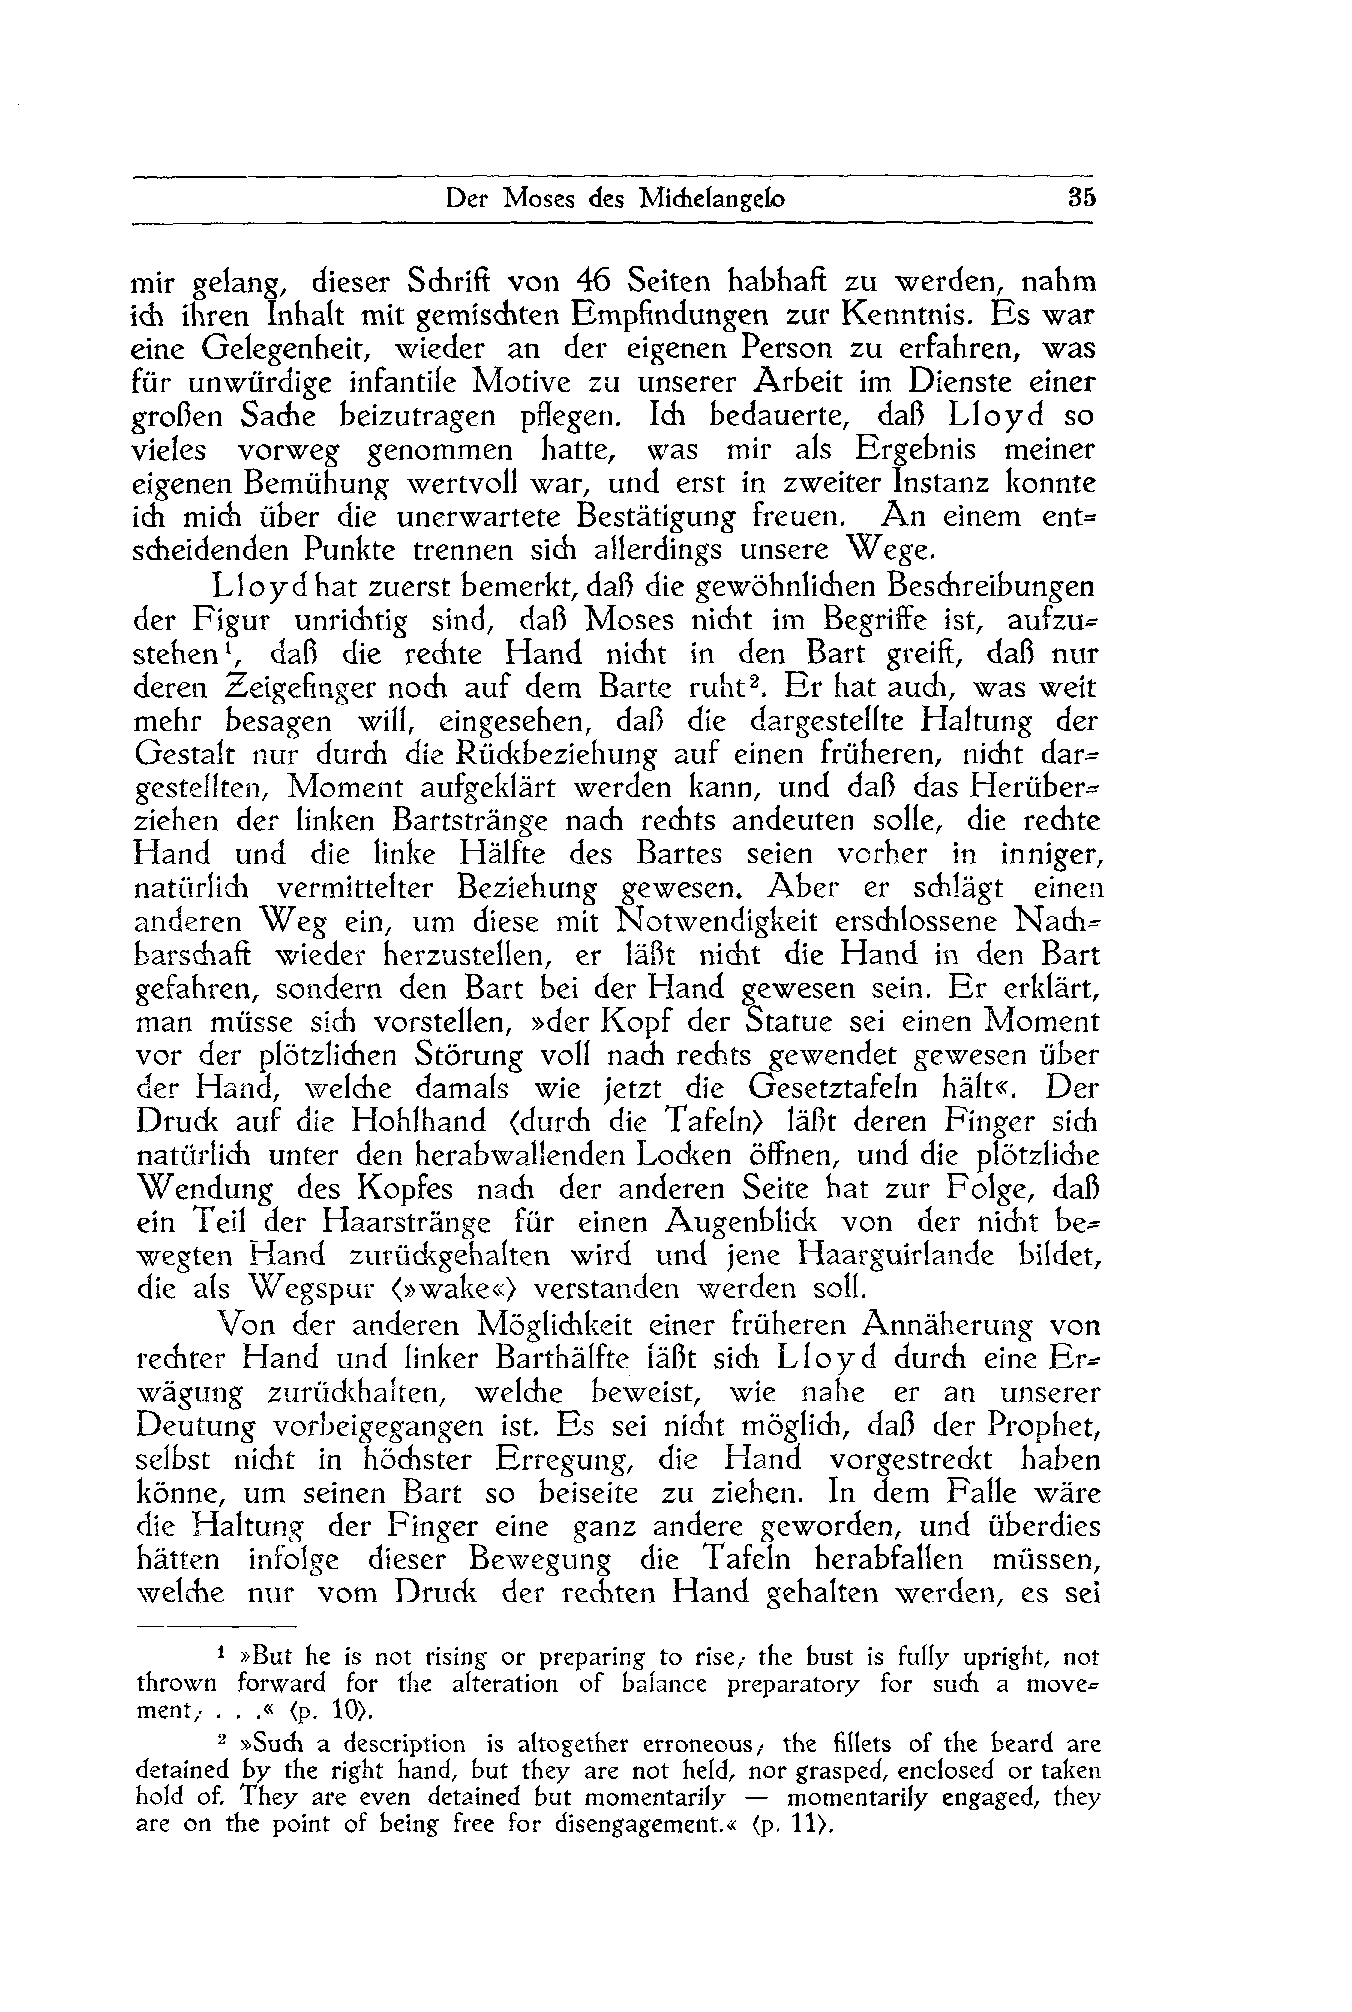 Der Moses des Michelangelo 35
mir gelang, dieser Schrift von 46 Seiten habhaft zu werden, nahm
ich ihren Inhalt mit gemischten Empfindungen zur Kenntnis. Es war
eine Gelegenheit, wieder an der eigenen Person zu erfahren, was
für unwürdige infantile Motive zu unserer Arbeit im Dienste einer
großen Sache beizutragen pflegen. Ich bedauerte, daß Lloyd so
vieles vorweg genommen hatte, was mir als Ergebnis meiner
eigenen Bemühung wertvoll war, und erst in zweiter Instanz konnte
ich mich über die unerwartete Bestätigung freuen. An einem ent-
scheidenden Punkte trennen sich allerdings unsere Wege.
Lloyd hat zuerst bemerkt, daß die gewöhnlichen Beschreibungen
der Figur unrichtig sind, daß Moses nicht im Begriffe ist, aufzu-
stehen¹, daß die rechte Hand nicht in den Bart greift, daß nur
deren Zeigefinger noch auf dem Barte ruht². Er hat auch, was weit
mehr besagen will, eingesehen, daß die dargestellte Haltung der
Gestalt nur durch die Rückbeziehung auf einen früheren, nicht dar-
gestellten, Moment aufgeklärt werden kann, und daß das Herüber-
ziehen der linken Bartstränge nach rechts andeuten solle, die rechte
Hand und die linke Hälfte des Bartes seien vorher in inniger,
natürlich vermittelter Beziehung gewesen. Aber er schlägt einen
anderen Weg ein, um diese mit Notwendigkeit erschlossene Nach-
barschaft wieder herzustellen, er läßt nicht die Hand in den Bart
gefahren, sondern den Bart bei der Hand gewesen sein. Er erklärt,
man müsse sich vorstellen, »der Kopf der Statue sei einen Moment
vor der plötzlichen Störung voll nach rechts gewendet gewesen über
der Hand, welche damals wie jetzt die Gesetztafeln hält«. Der
Druck auf die Hohlhand (durch die Tafeln) läßt deren Finger sich
natürlich unter den herabwallenden Locken öffnen, und die plötzliche
Wendung des Kopfes nach der anderen Seite hat zur Folge, daß
ein Teil der Haarstränge für einen Augenblick von der nicht be-
wegten Hand zurückgehalten wird und jene Haarguirlande bildet,
die als Wegspur (»wake«) verstanden werden soll.
Von der anderen Möglichkeit einer früheren Annäherung von
rechter Hand und linker Barthälfte läßt sich Lloyd durch eine Er-
wägung zurückhalten, welche beweist, wie nahe er an unserer
Deutung vorbeigegangen ist. Es sei nicht möglich, daß der Prophet,
selbst nicht in höchster Erregung, die Hand vorgestreckt haben
könne, um seinen Bart so beiseite zu ziehen. In dem Falle wäre
die Haltung der Finger eine ganz andere geworden, und überdies
hätten infolge dieser Bewegung die Tafeln herabfallen müssen,
welche nur vom Druck der rechten Hand gehalten werden, es sei
¹ »But he is not rising or preparing to rise; the bust is fully upright, not
thrown forward for the alteration of balance preparatory for such a move-
ment; . . .« (p. 10).
² »Such a description is altogether erroneous; the fillets of the beard are
detained by the right hand, but they are not held, nor grasped, enclosed or taken
hold of. They are even detained but momentarily — momentarily engaged, they
are on the point of being free for disengagement.« (p. 11).